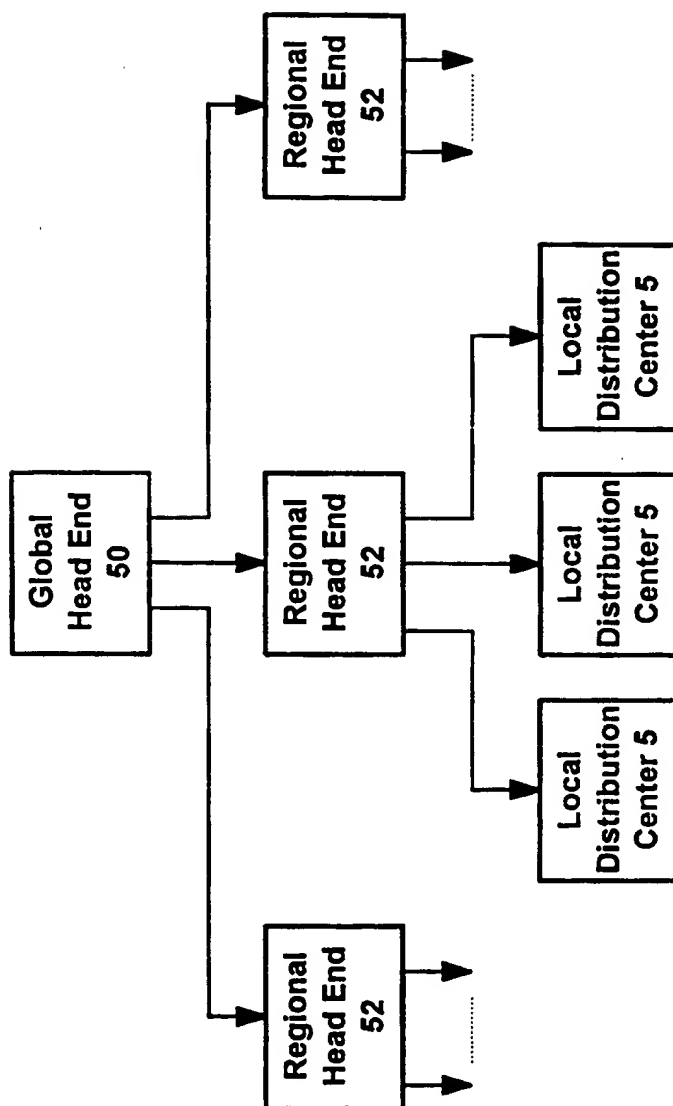 Global
Head End
50
Regional
Head End
52
Regional
Head End
52
Regional
Head End
52
Local
Distribution
Center 5
Local
Distribution
Center 5
Local
Distribution
Center 5